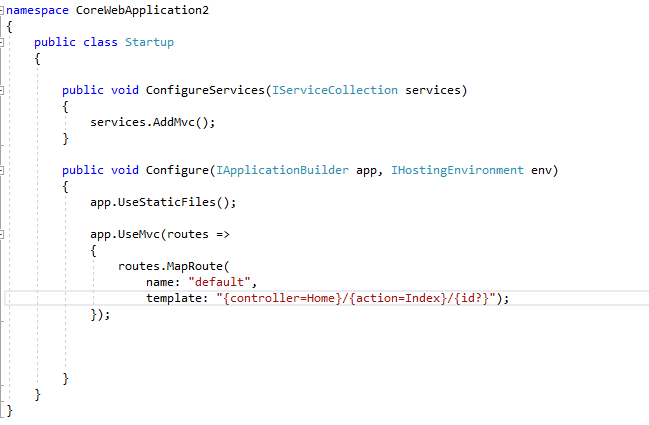 namespace CoreWebApplication2
{
    public class Startup
    {
        public void ConfigureServices(IServiceCollection services)
        {
            services.AddMvc();
        }
        public void Configure(IApplicationBuilder app, IHostingEnvironment env)
        {
            app.UseStaticFiles();
            app.UseMvc(routes =>
            {
                routes.MapRoute(
                    name: "default",
                    template: "{controller=Home}/{action=Index}/{id?}");
            });
        }
    }
}